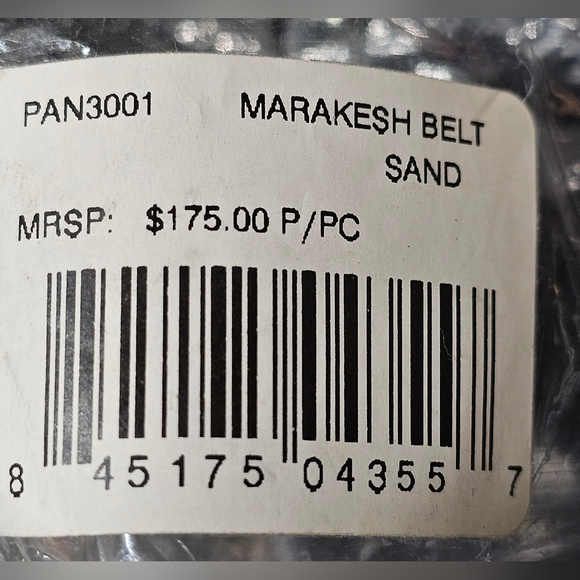 PAN3001 MARAKESH BELT
SAND
MRSP: $175.00 P/PC
8 45175 04355 7